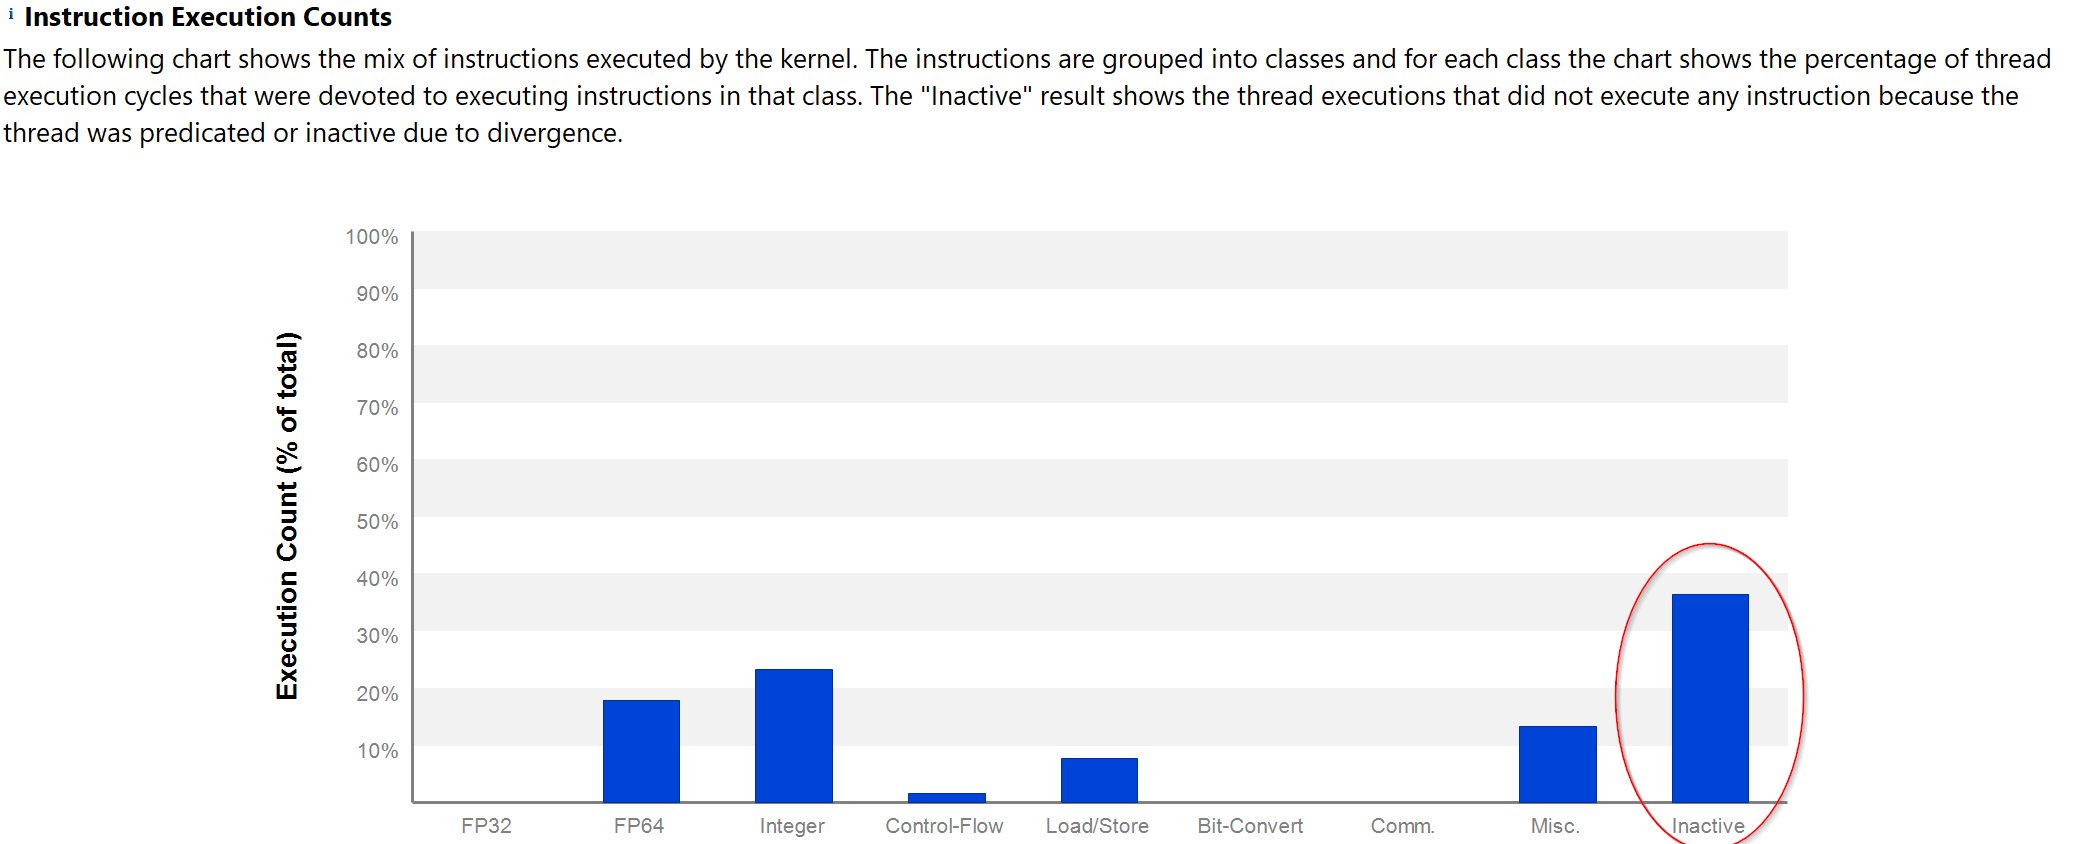 i Instruction Execution Counts
The following chart shows the mix of instructions executed by the kernel. The instructions are grouped into classes and for each class the chart shows the percentage of thread
execution cycles that were devoted to executing instructions in that class. The "Inactive" result shows the thread executions that did not execute any instruction because the
thread was predicated or inactive due to divergence.
Execution Count (% of total)
100%
90%
80%
70%
60%
50%
40%
30%
20%
10%
FP32 FP64 Integer Control-Flow Load/Store Bit-Convert Comm. Misc. Inactive